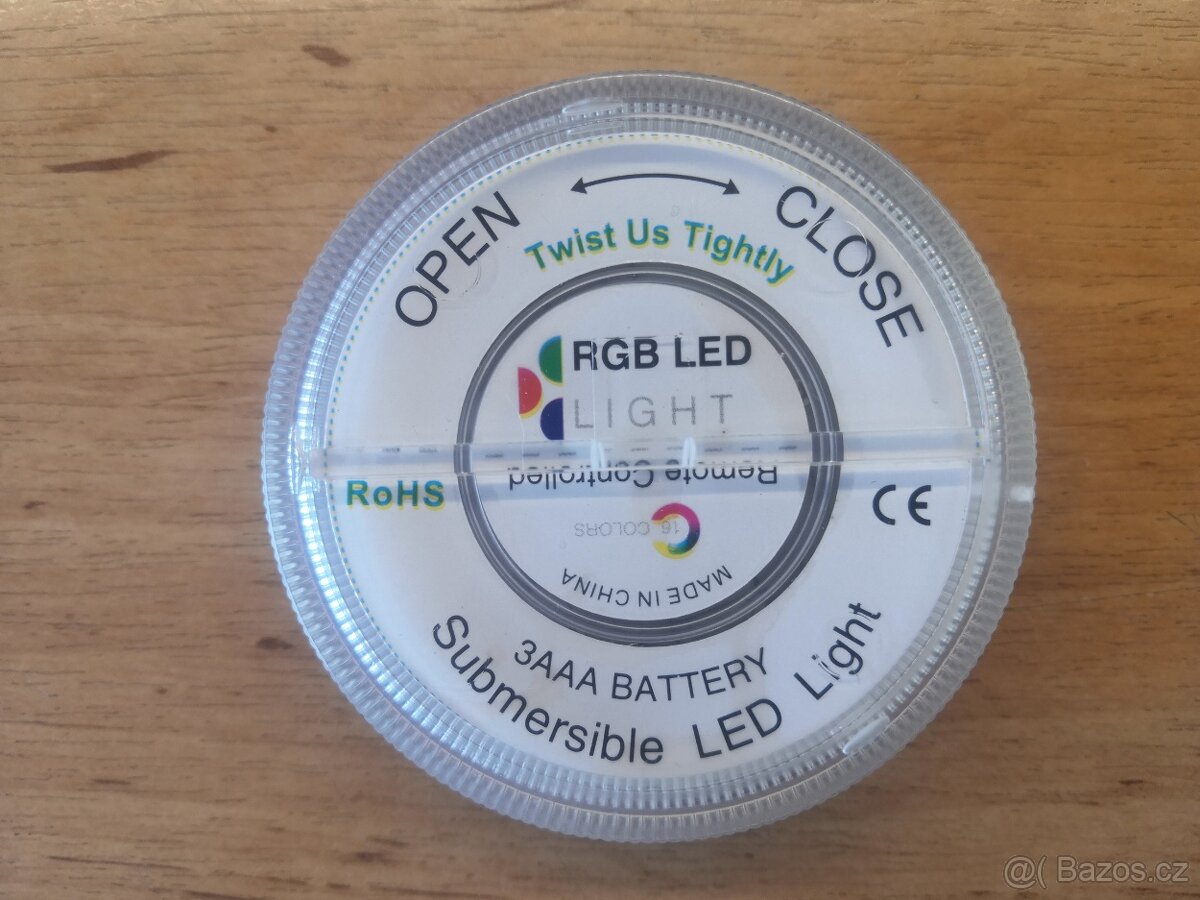 OPEN CLOSE
Twist Us Tightly
RGB LED
LIGHT
Remote Controlled
RoHS
CE
16 COLORS
MADE IN CHINA
3AAA BATTERY
Submersible LED Light
@( Bazos.cz